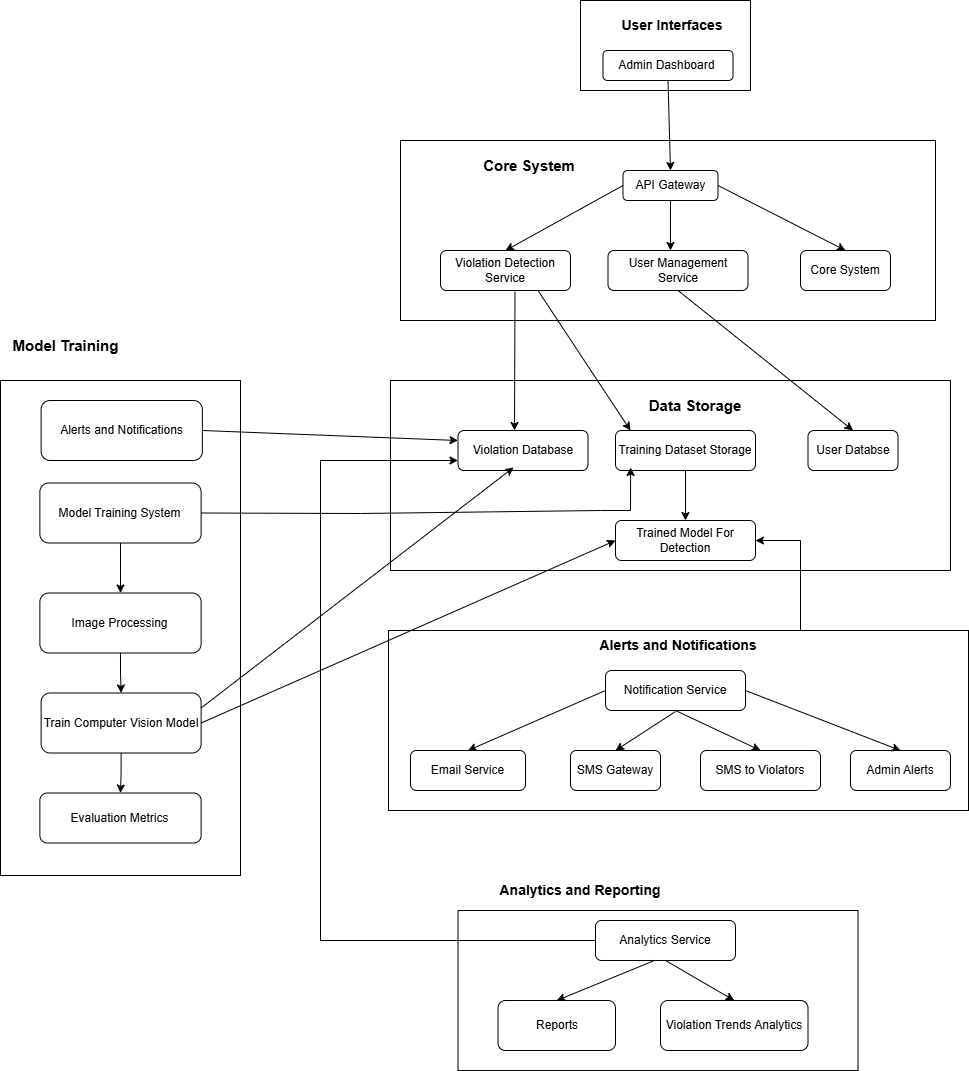 User Interfaces
Admin Dashboard
Core System
API Gateway
Violation Detection
Service
User Management
Service
Core System
Model Training
Alerts and Notifications
Model Training System
Image Processing
Train Computer Vision Model
Evaluation Metrics
Data Storage
Violation Database
Training Dataset Storage
User Databse
Trained Model For
Detection
Alerts and Notifications
Notification Service
Email Service
SMS Gateway
SMS to Violators
Admin Alerts
Analytics and Reporting
Analytics Service
Reports
Violation Trends Analytics